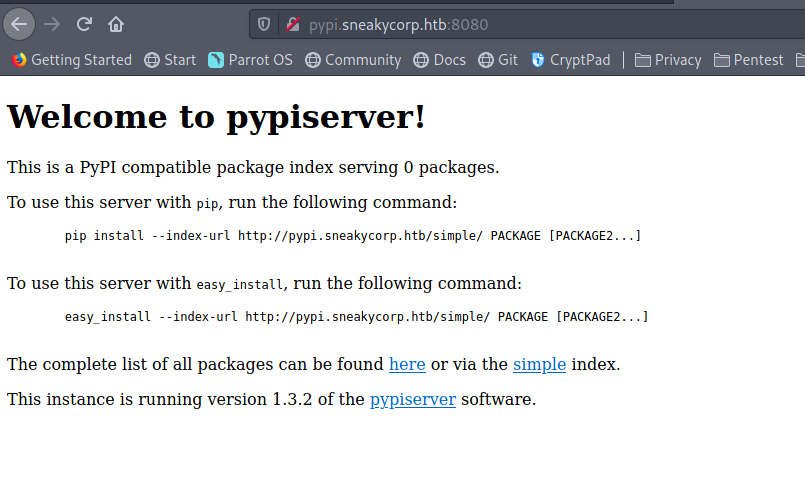 pypi.sneakycorp.htb:8080
Getting Started Start Parrot OS Community Docs Git CryptPad Privacy Pentest
Welcome to pypiserver!
This is a PyPI compatible package index serving 0 packages.
To use this server with pip, run the following command:
pip install --index-url http://pypi.sneakycorp.htb/simple/ PACKAGE [PACKAGE2...]
To use this server with easy_install, run the following command:
easy_install --index-url http://pypi.sneakycorp.htb/simple/ PACKAGE [PACKAGE2...]
The complete list of all packages can be found here or via the simple index.
This instance is running version 1.3.2 of the pypiserver software.